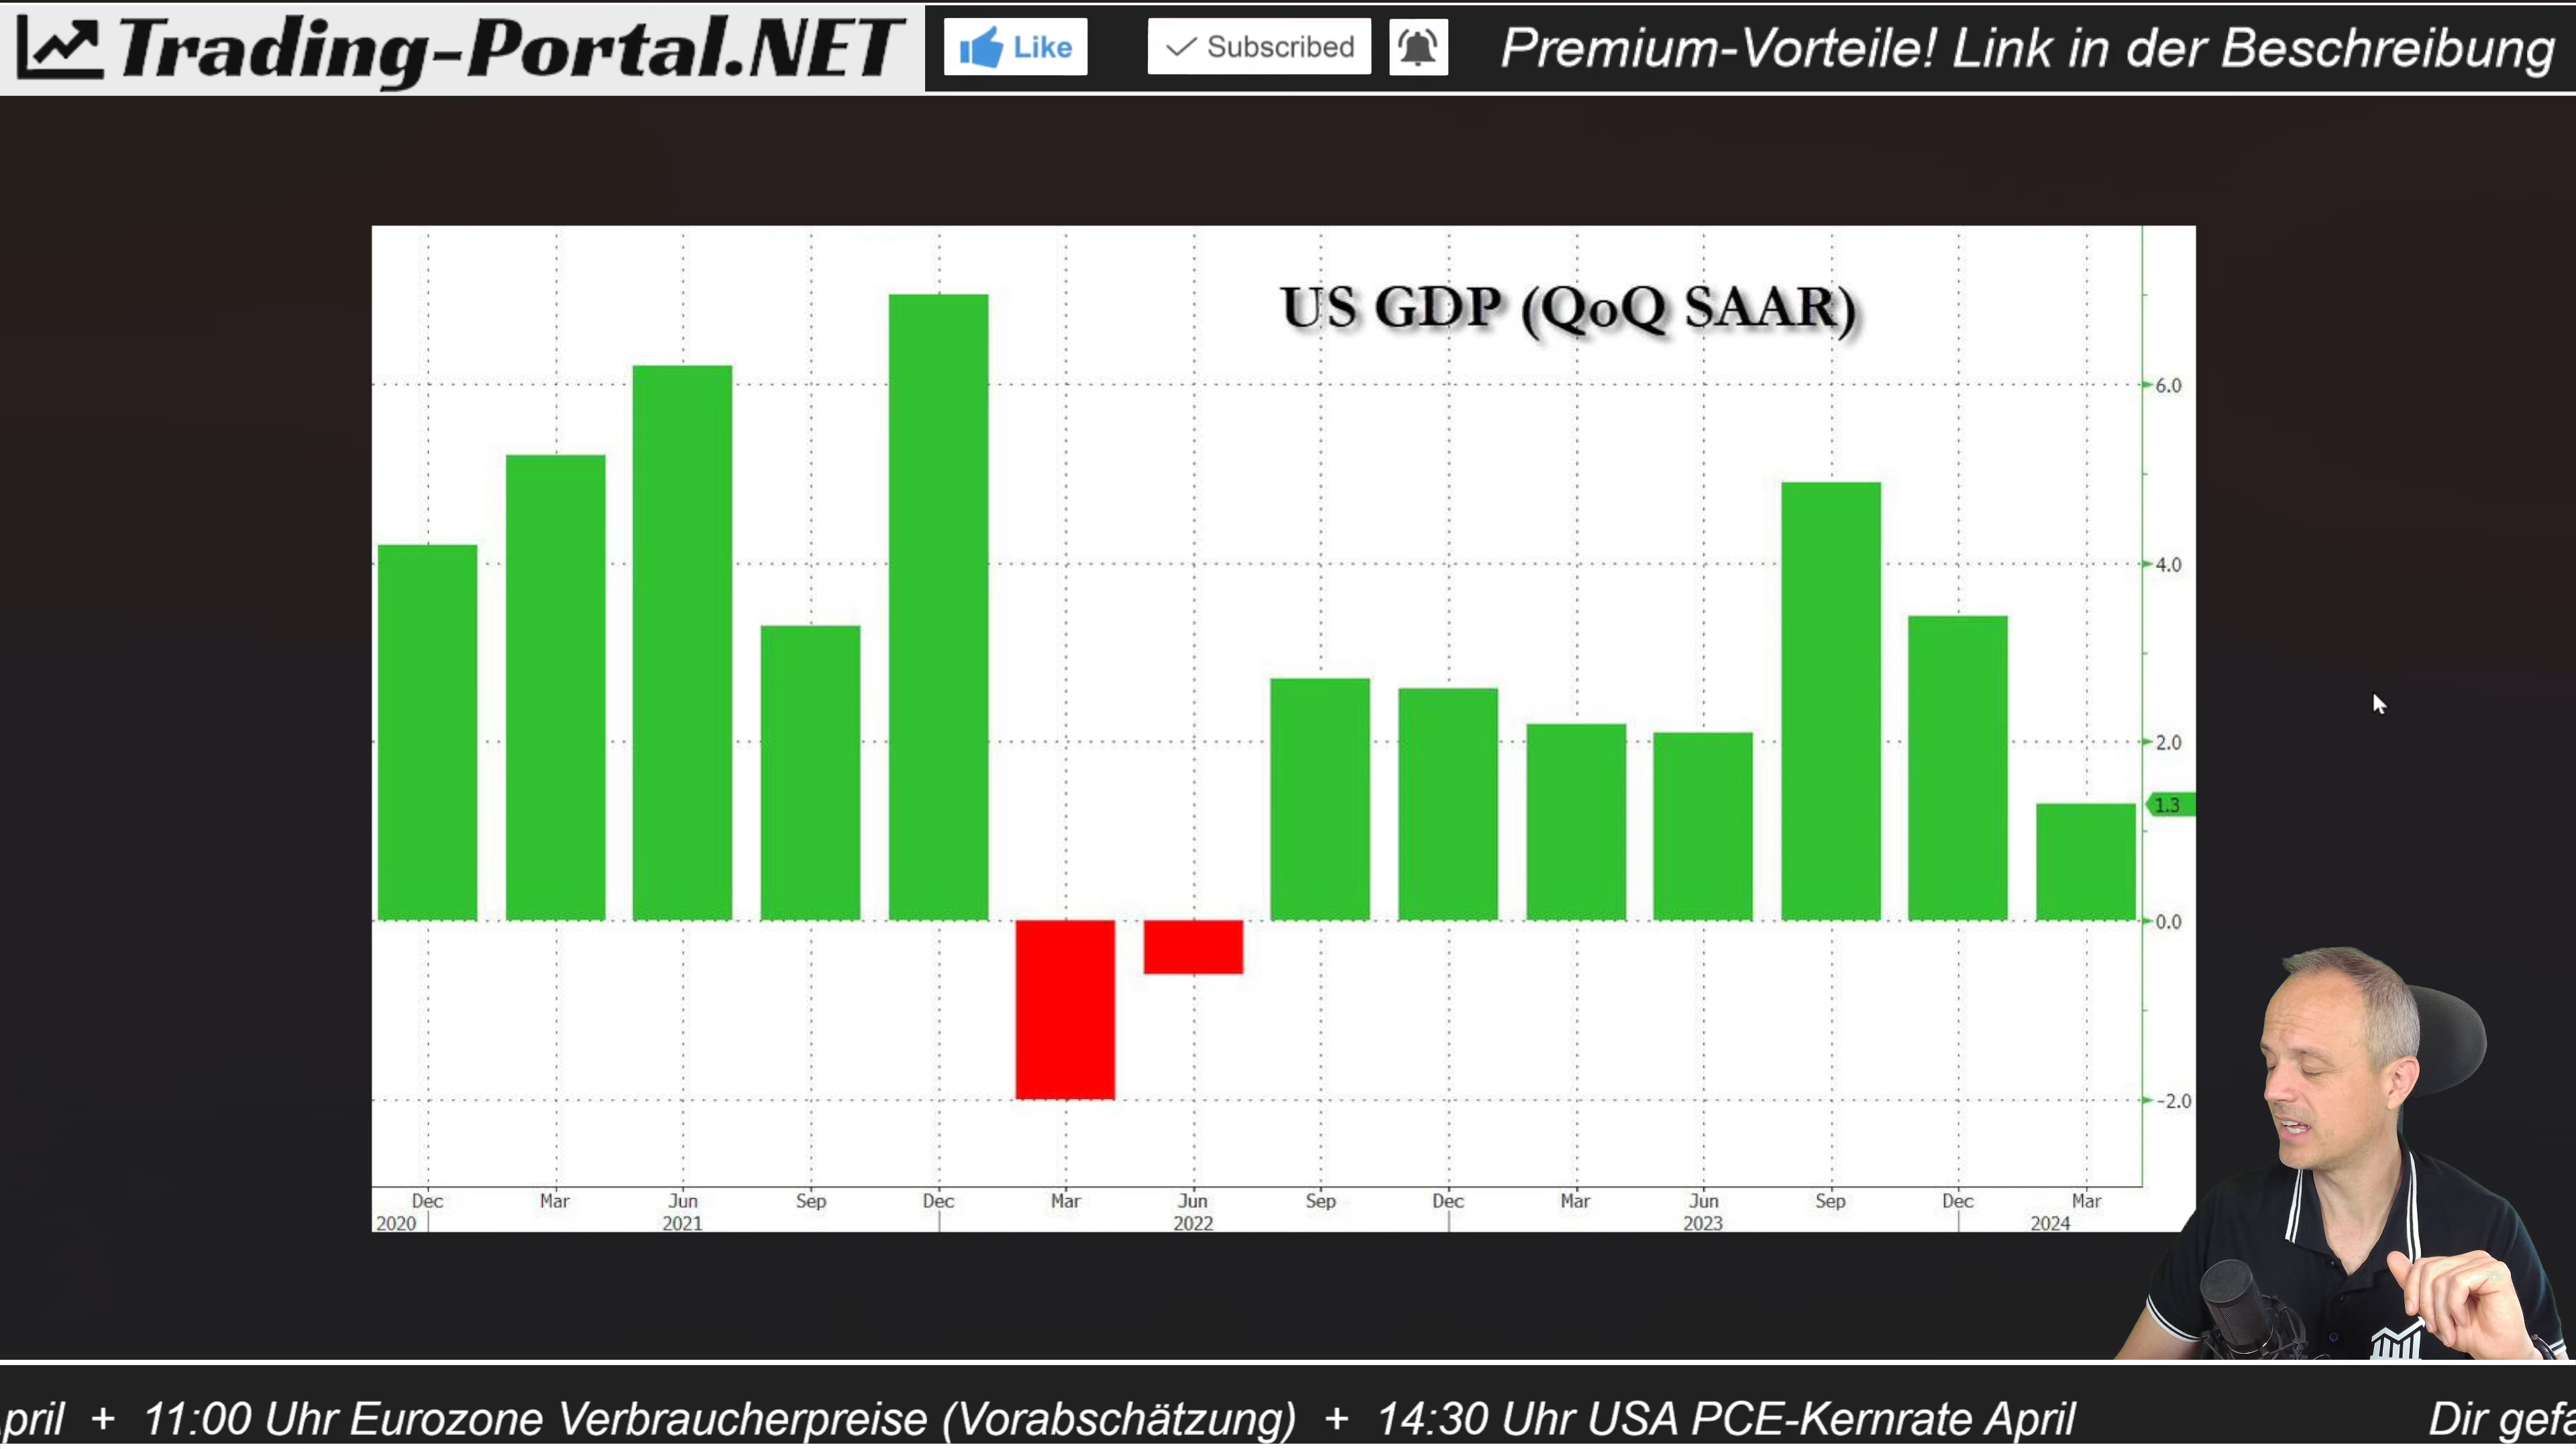 Trading-Portal.NET
Like
Subscribed
Premium-Vorteile! Link in der Beschreibung
US GDP (QoQ SAAR)
6.0
4.0
2.0
1.3
0.0
-2.0
Dec Mar Jun Sep Dec Mar Jun Sep Dec Mar Jun Sep Dec Mar
2020 2021 2022 2023 2024
pril + 11:00 Uhr Eurozone Verbraucherpreise (Vorabschätzung) + 14:30 Uhr USA PCE-Kernrate April Dir gefa